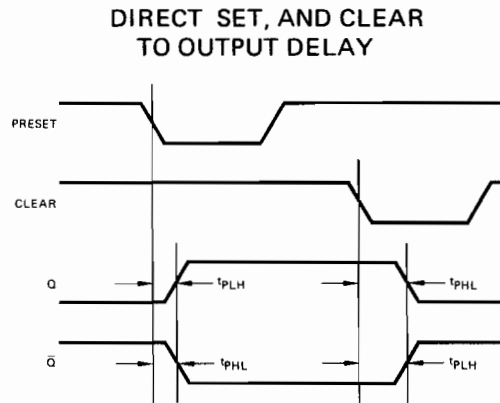 DIRECT SET, AND CLEAR
TO OUTPUT DELAY
PRESET
CLEAR
Q tPLH tPHL
Q̅ tPHL tPLH